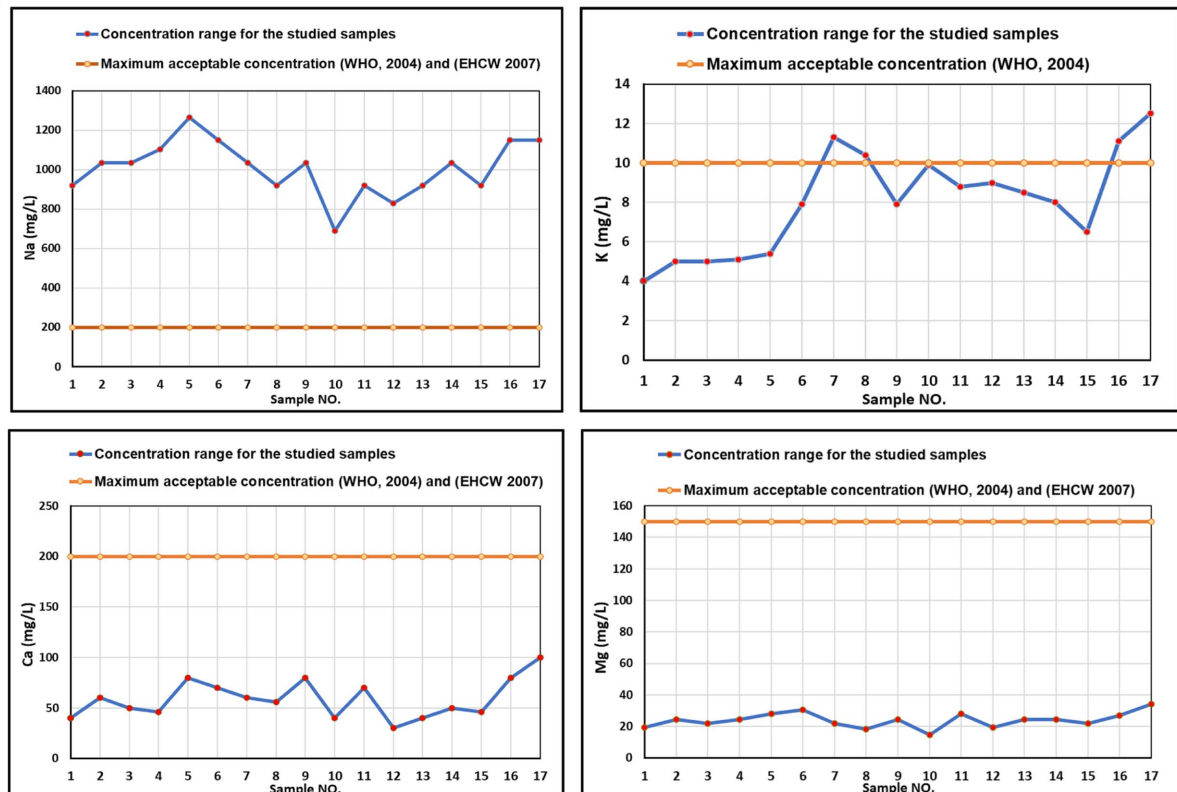 Concentration range for the studied samples
Maximum acceptable concentration (WHO, 2004) and (EHCW 2007)
Na (mg/L)
1400
1200
1000
800
600
400
200
0
1 2 3 4 5 6 7 8 9 10 11 12 13 14 15 16 17
Sample NO.
Concentration range for the studied samples
Maximum acceptable concentration (WHO, 2004)
K (mg/L)
14
12
10
8
6
4
2
0
1 2 3 4 5 6 7 8 9 10 11 12 13 14 15 16 17
Sample NO.
Concentration range for the studied samples
Maximum acceptable concentration (WHO, 2004) and (EHCW 2007)
Ca (mg/L)
250
200
150
100
50
0
1 2 3 4 5 6 7 8 9 10 11 12 13 14 15 16 17
Sample NO.
Concentration range for the studied samples
Maximum acceptable concentration (WHO, 2004) and (EHCW 2007)
Mg (mg/L)
160
140
120
100
80
60
40
20
0
1 2 3 4 5 6 7 8 9 10 11 12 13 14 15 16 17
Sample NO.